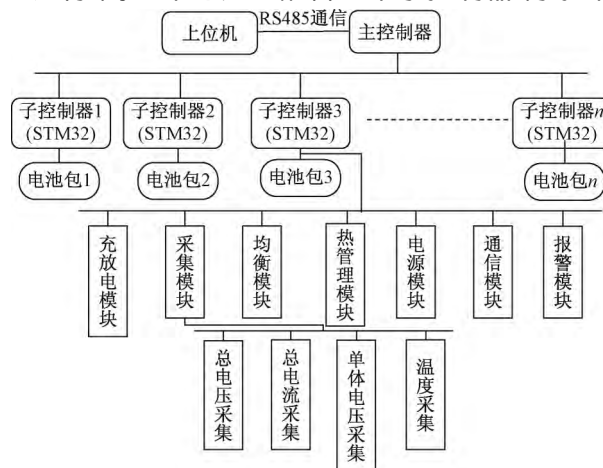 RS485通信
上位机
主控制器
子控制器1
(STM32)
子控制器2
(STM32)
子控制器3
(STM32)
子控制器n
(STM32)
电池包1
电池包2
电池包3
电池包n
充放电模块
采集模块
均衡模块
热管理模块
电源模块
通信模块
报警模块
总电压采集
总电流采集
单体电压采集
温度采集